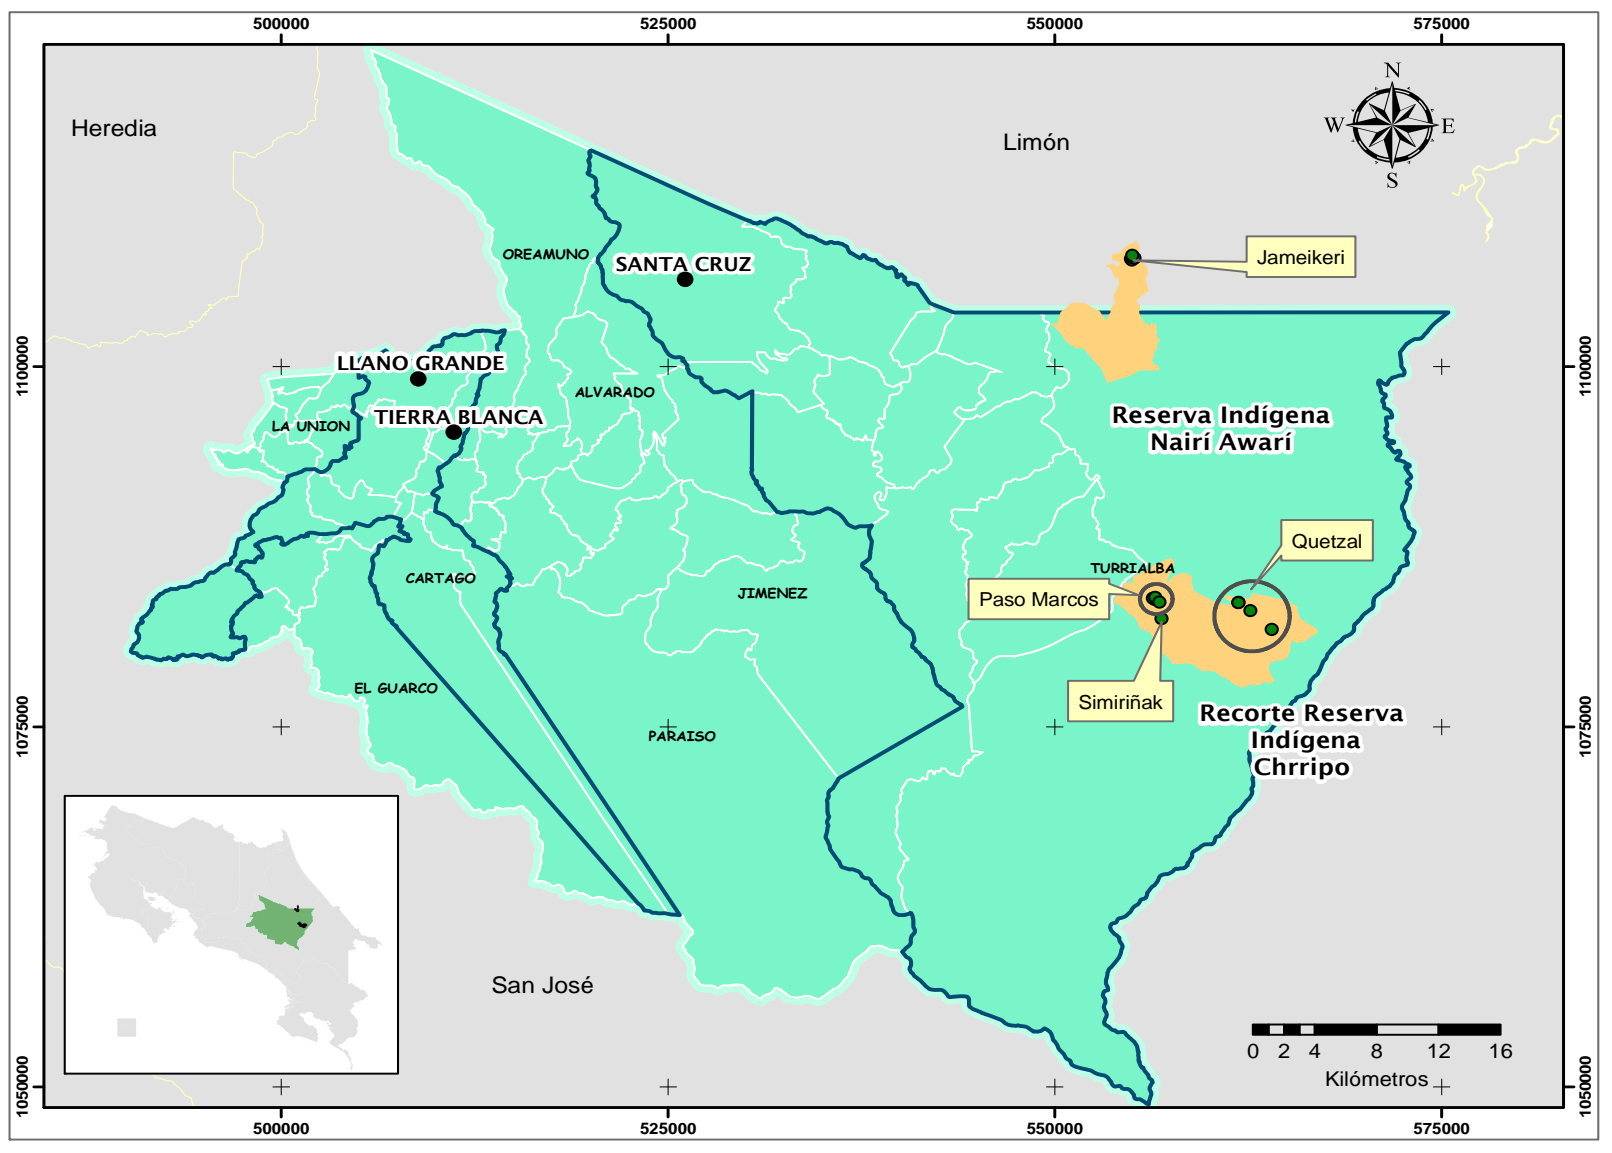 500000
525000
550000
575000
N
W
E
S
Heredia
Limón
OREAMUNO
SANTA CRUZ
Jameikeri
1100000
1100000
LLANO GRANDE
ALVARADO
TIERRA BLANCA
LA UNION
Reserva Indígena
Nairí Awarí
Quetzal
TURRIALBA
CARTAGO
JIMENEZ
Paso Marcos
EL GUARCO
Simiriñak
PARAISO
Recorte Reserva
Indígena
Chrripo
1075000
1075000
San José
0 2 4 8 12 16
Kilómetros
1050000
1050000
500000
525000
550000
575000